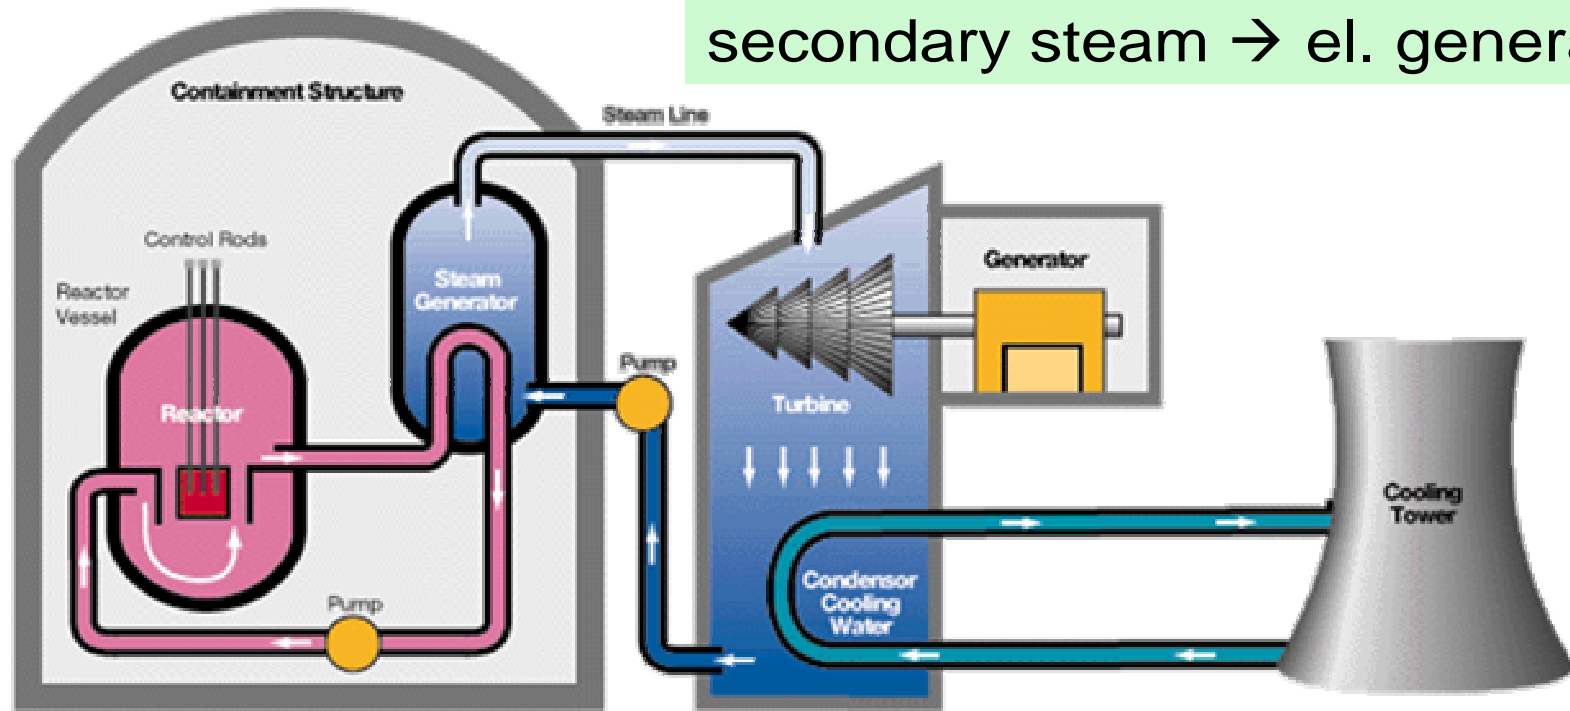 secondary steam → el. genera
Containment Structure
Steam Line
Control Rods
Reactor
Vessel
Steam
Generator
Generator
Pump
Reactor
Turbine
Cooling
Tower
Condensor
Cooling
Water
Pump